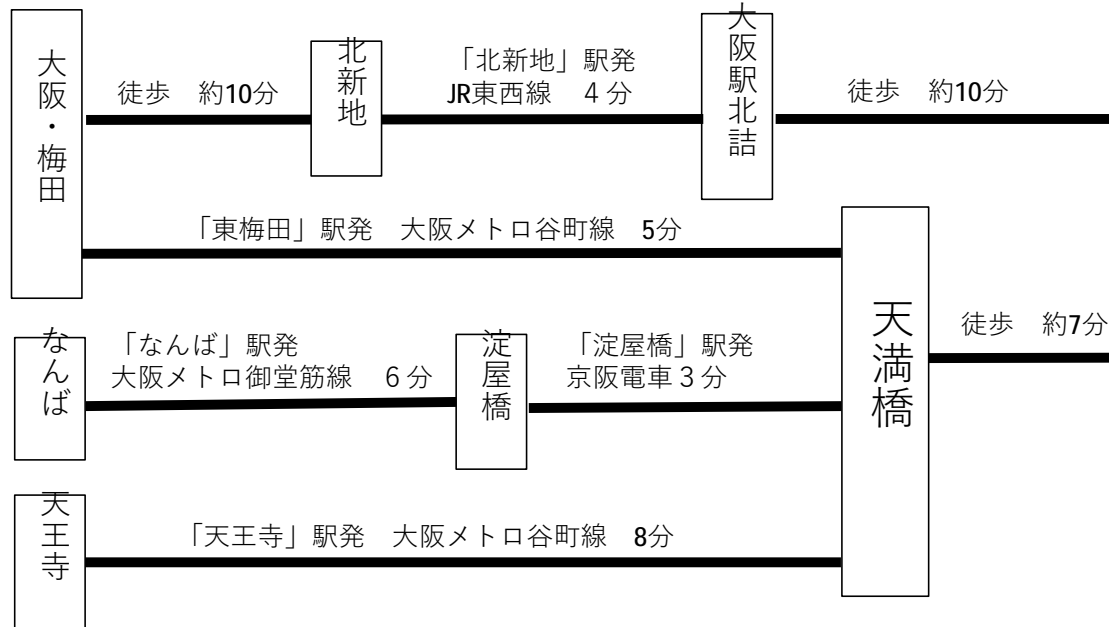 大阪・梅田
徒�　約10分
北新地
「北新地」駅発
JR東西線　４分
大阪駅北詰
徒歩　約10分
「東梅田」駅発　大阪メトロ谷町線　5分
なんば
「なんば」駅発
大阪メトロ御堂筋線　６分
淀屋橋
「淀屋橋」駅発
京阪電車３分
天満橋
徒歩　約7分
天王寺
「天王寺」駅発　大阪メトロ谷町線　8分